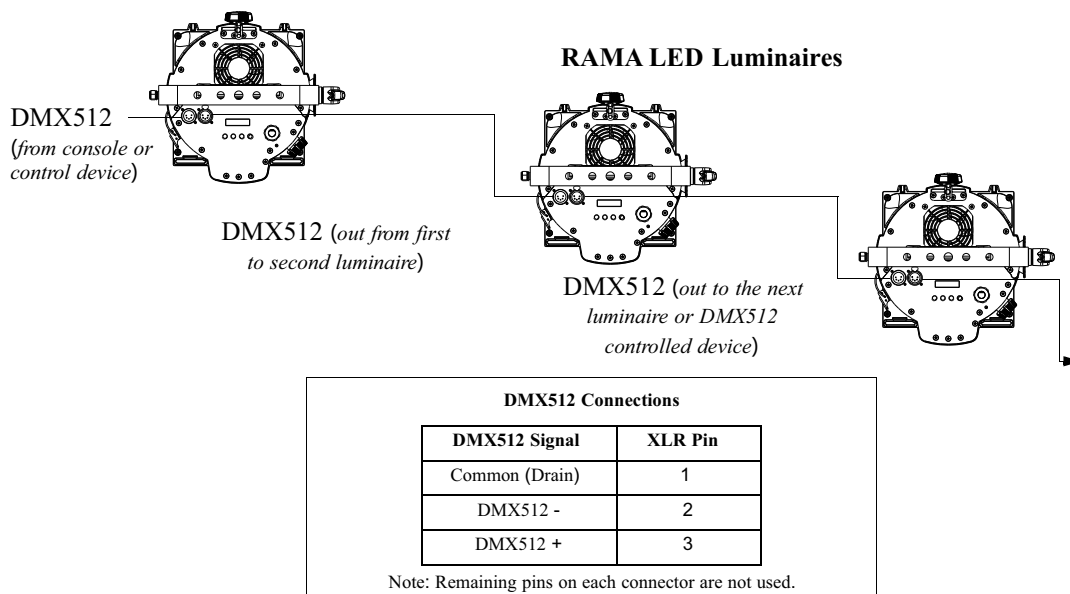 RAMA LED Luminaires
DMX512
(from console or
control device)
DMX512 (out from first
to second luminaire)
DMX512 (out to the next
luminaire or DMX512
controlled device)
DMX512 Connections
DMX512 Signal XLR Pin
Common (Drain) 1
DMX512 - 2
DMX512 + 3
Note: Remaining pins on each connector are not used.